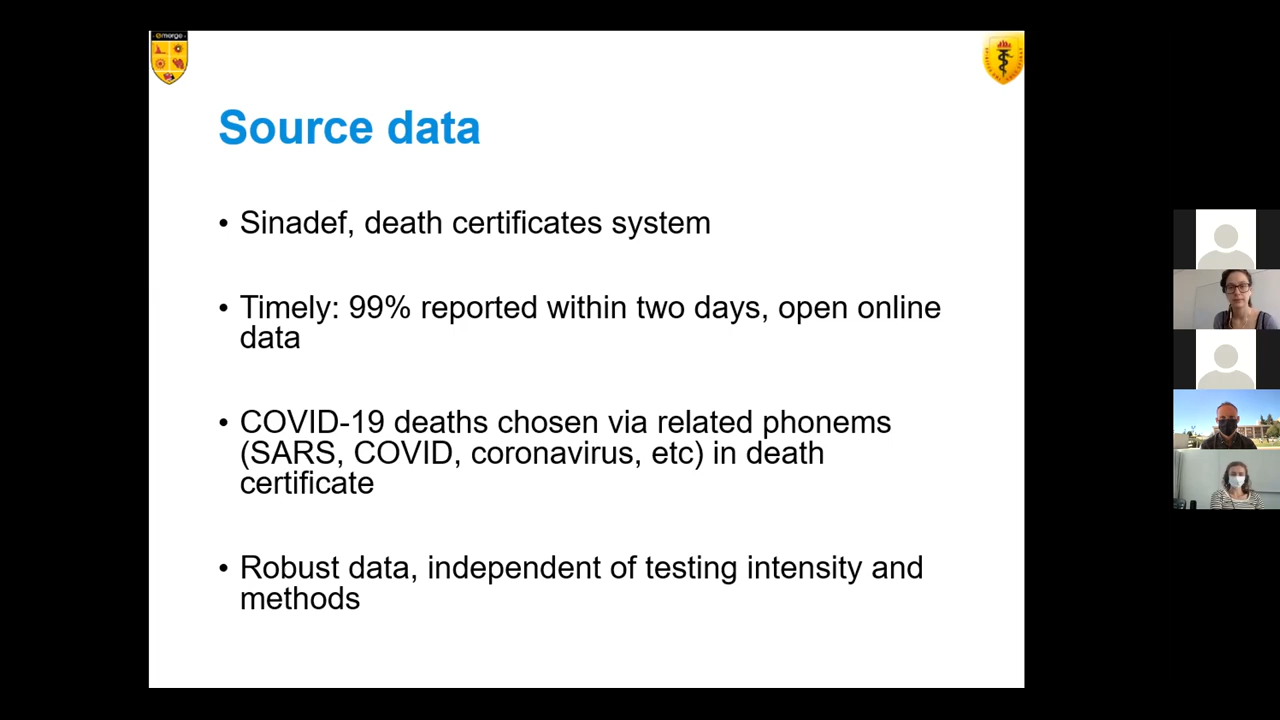 emerge
Source data
• Sinadef, death certificates system
• Timely: 99% reported within two days, open online
data
• COVID-19 deaths chosen via related phonems
(SARS, COVID, coronavirus, etc) in death
certificate
• Robust data, independent of testing intensity and
methods